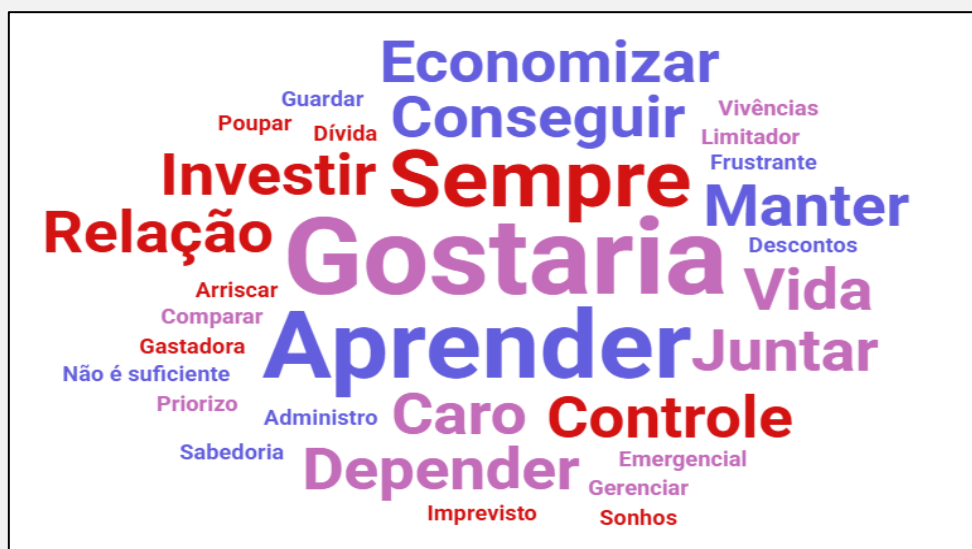 Economizar
Guardar
Conseguir
Vivências
Poupar
Dívida
Limitador
Investir
Sempre
Frustrante
Manter
Relação
Gostaria
Descontos
Vida
Arriscar
Comparar
Aprender
Gastadora
Juntar
Não é suficiente
Priorizo
Administro
Caro
Controle
Sabedoria
Depender
Emergencial
Gerenciar
Imprevisto
Sonhos